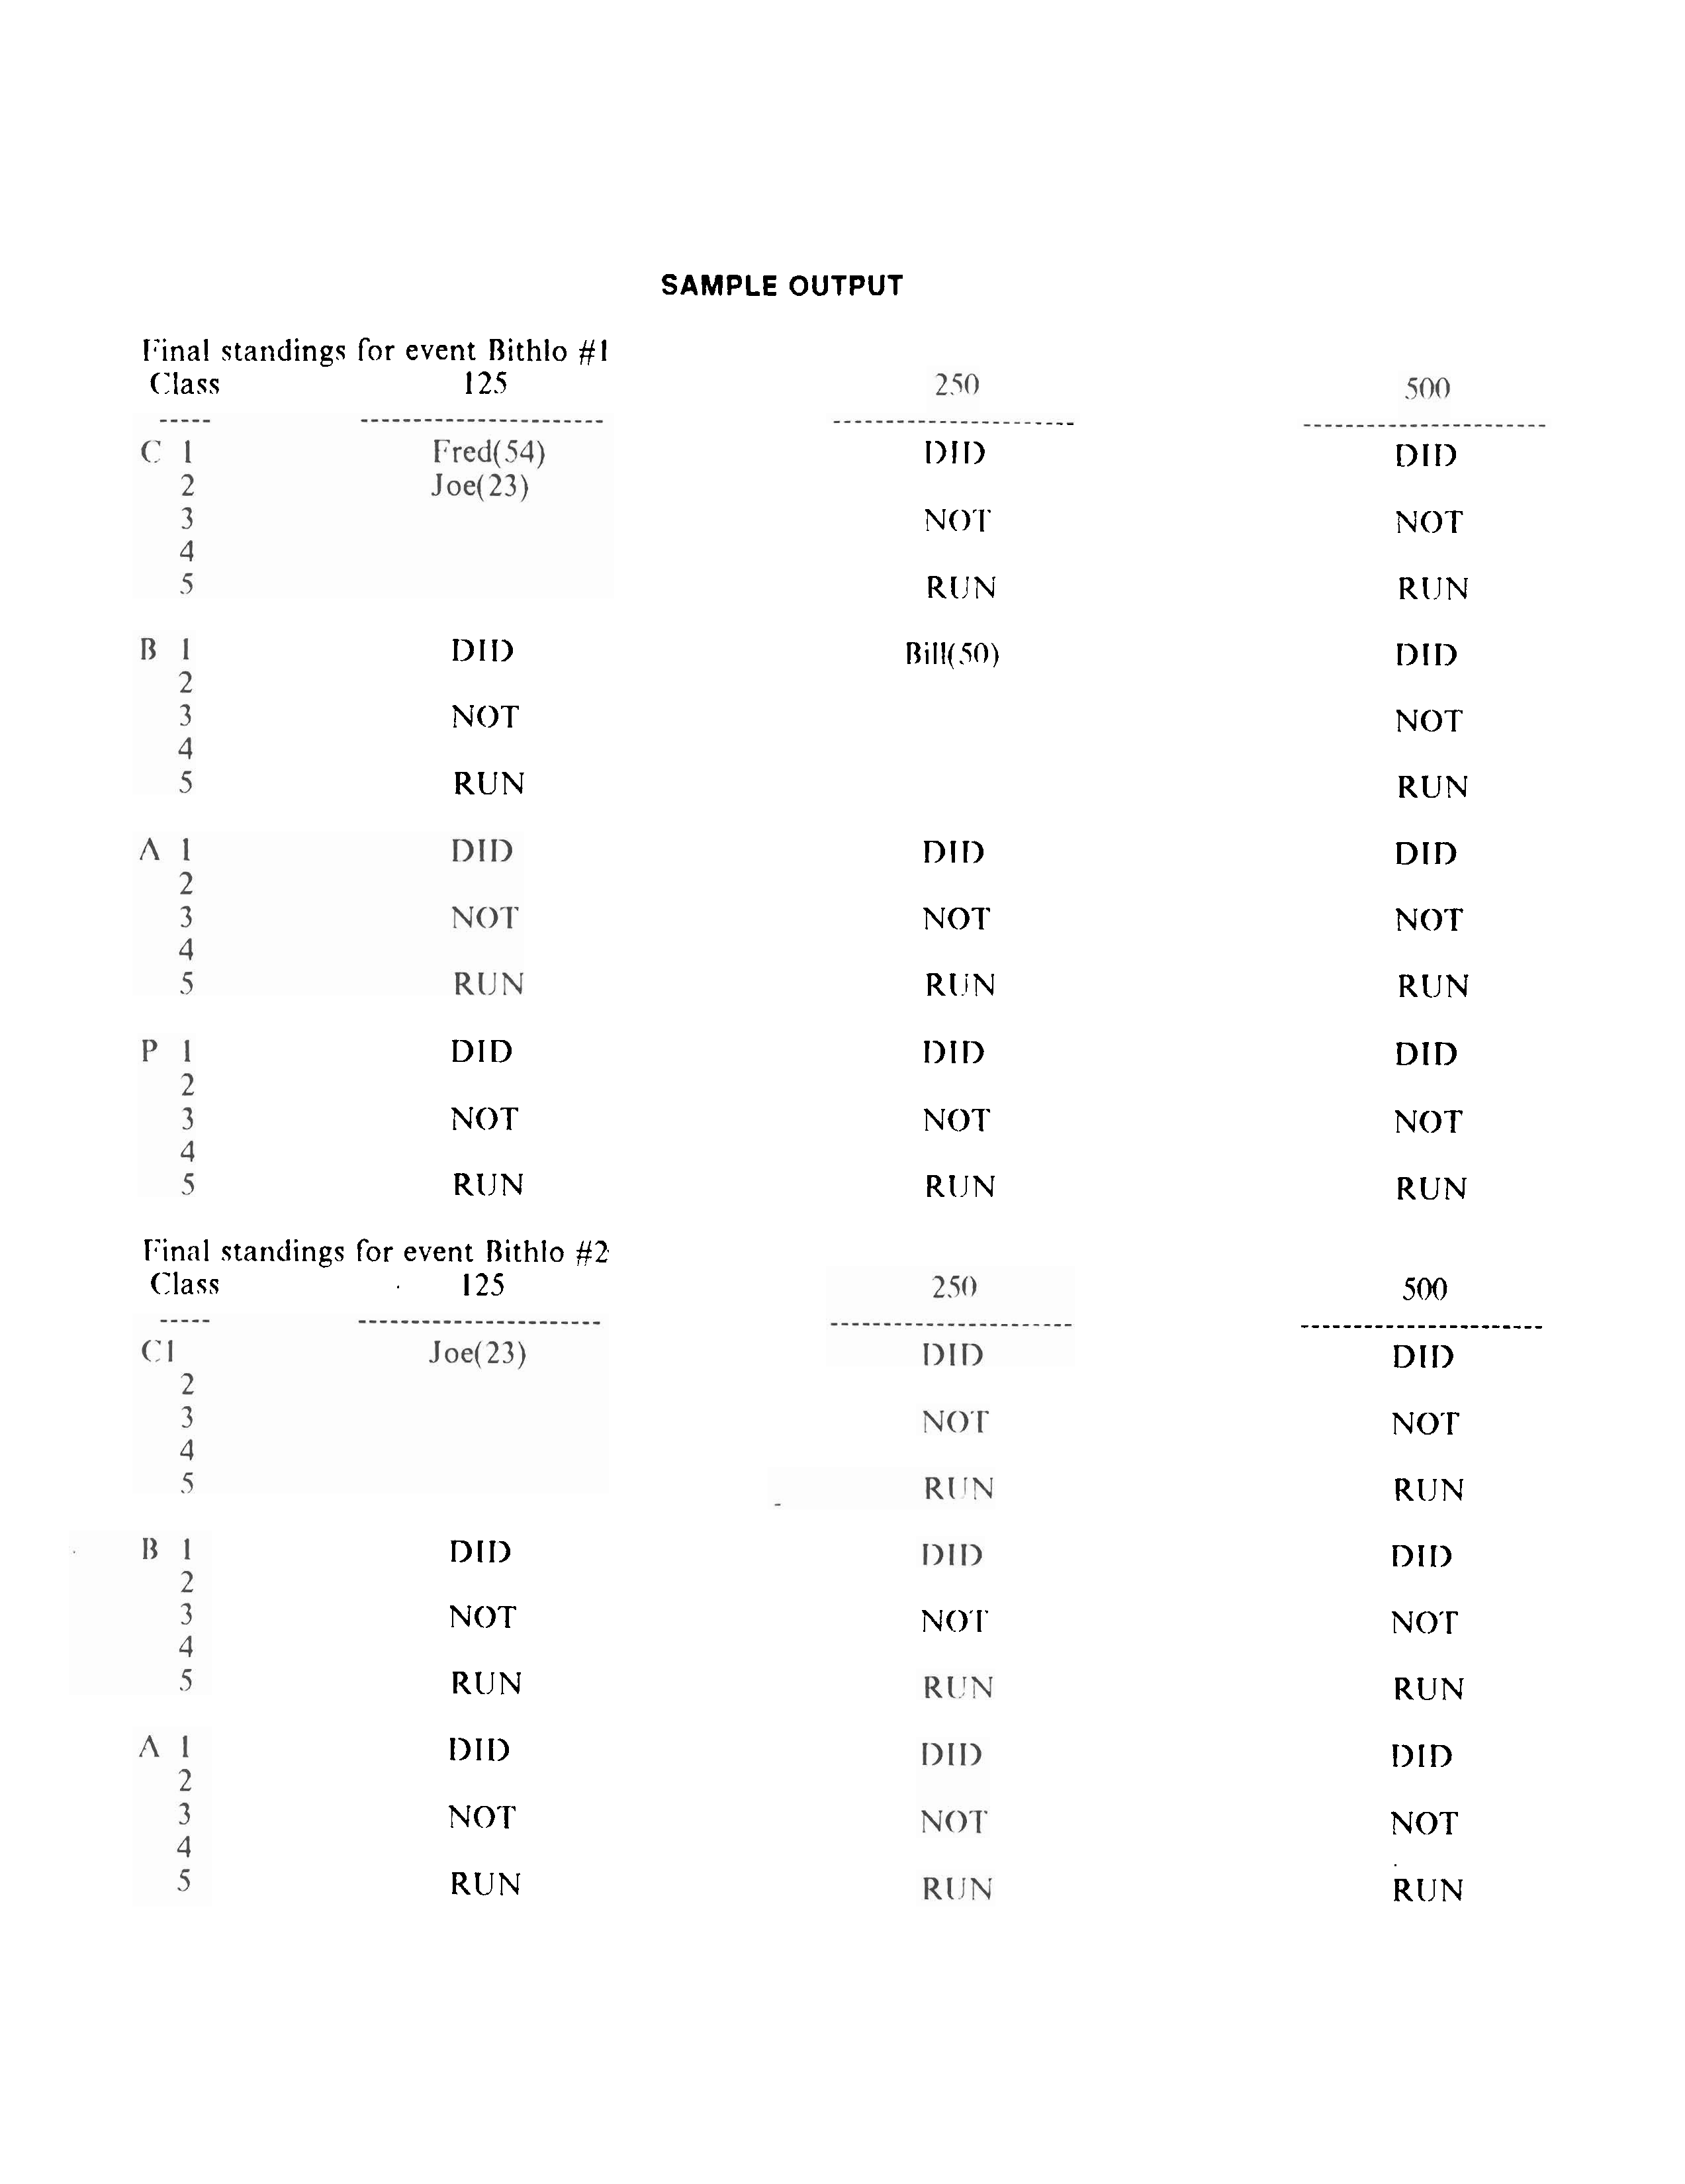 SAMPLE OUTPUT
Final standings for event Bithlo #1
Class 125 250 500
----- ---------------------- ---------------------- ----------------------
C 1 Fred(54) DID DID
2 Joe(23)
3 NOT NOT
4
5 RUN RUN
B 1 DID Bill(50) DID
2
3 NOT NOT
4
5 RUN RUN
A 1 DID DID DID
2
3 NOT NOT NOT
4
5 RUN RUN RUN
P 1 DID DID DID
2
3 NOT NOT NOT
4
5 RUN RUN RUN
Final standings for event Bithlo #2
Class 125 250 500
----- ---------------------- ---------------------- ----------------------
C1 Joe(23) DID DID
2
3 NOT NOT
4
5 RUN RUN
B 1 DID DID DID
2
3 NOT NOT NOT
4
5 RUN RUN RUN
A 1 DID DID DID
2
3 NOT NOT NOT
4
5 RUN RUN RUN